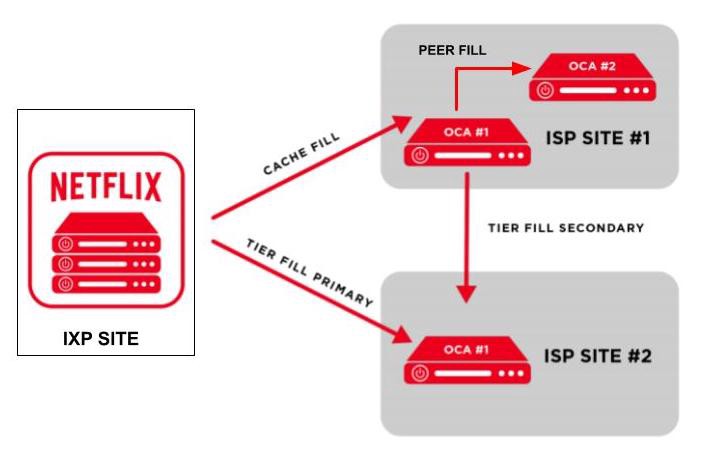 PEER FILL
OCA #2
OCA #1
ISP SITE #1
CACHE FILL
NETFLIX
TIER FILL SECONDARY
TIER FILL PRIMARY
IXP SITE
OCA #1
ISP SITE #2